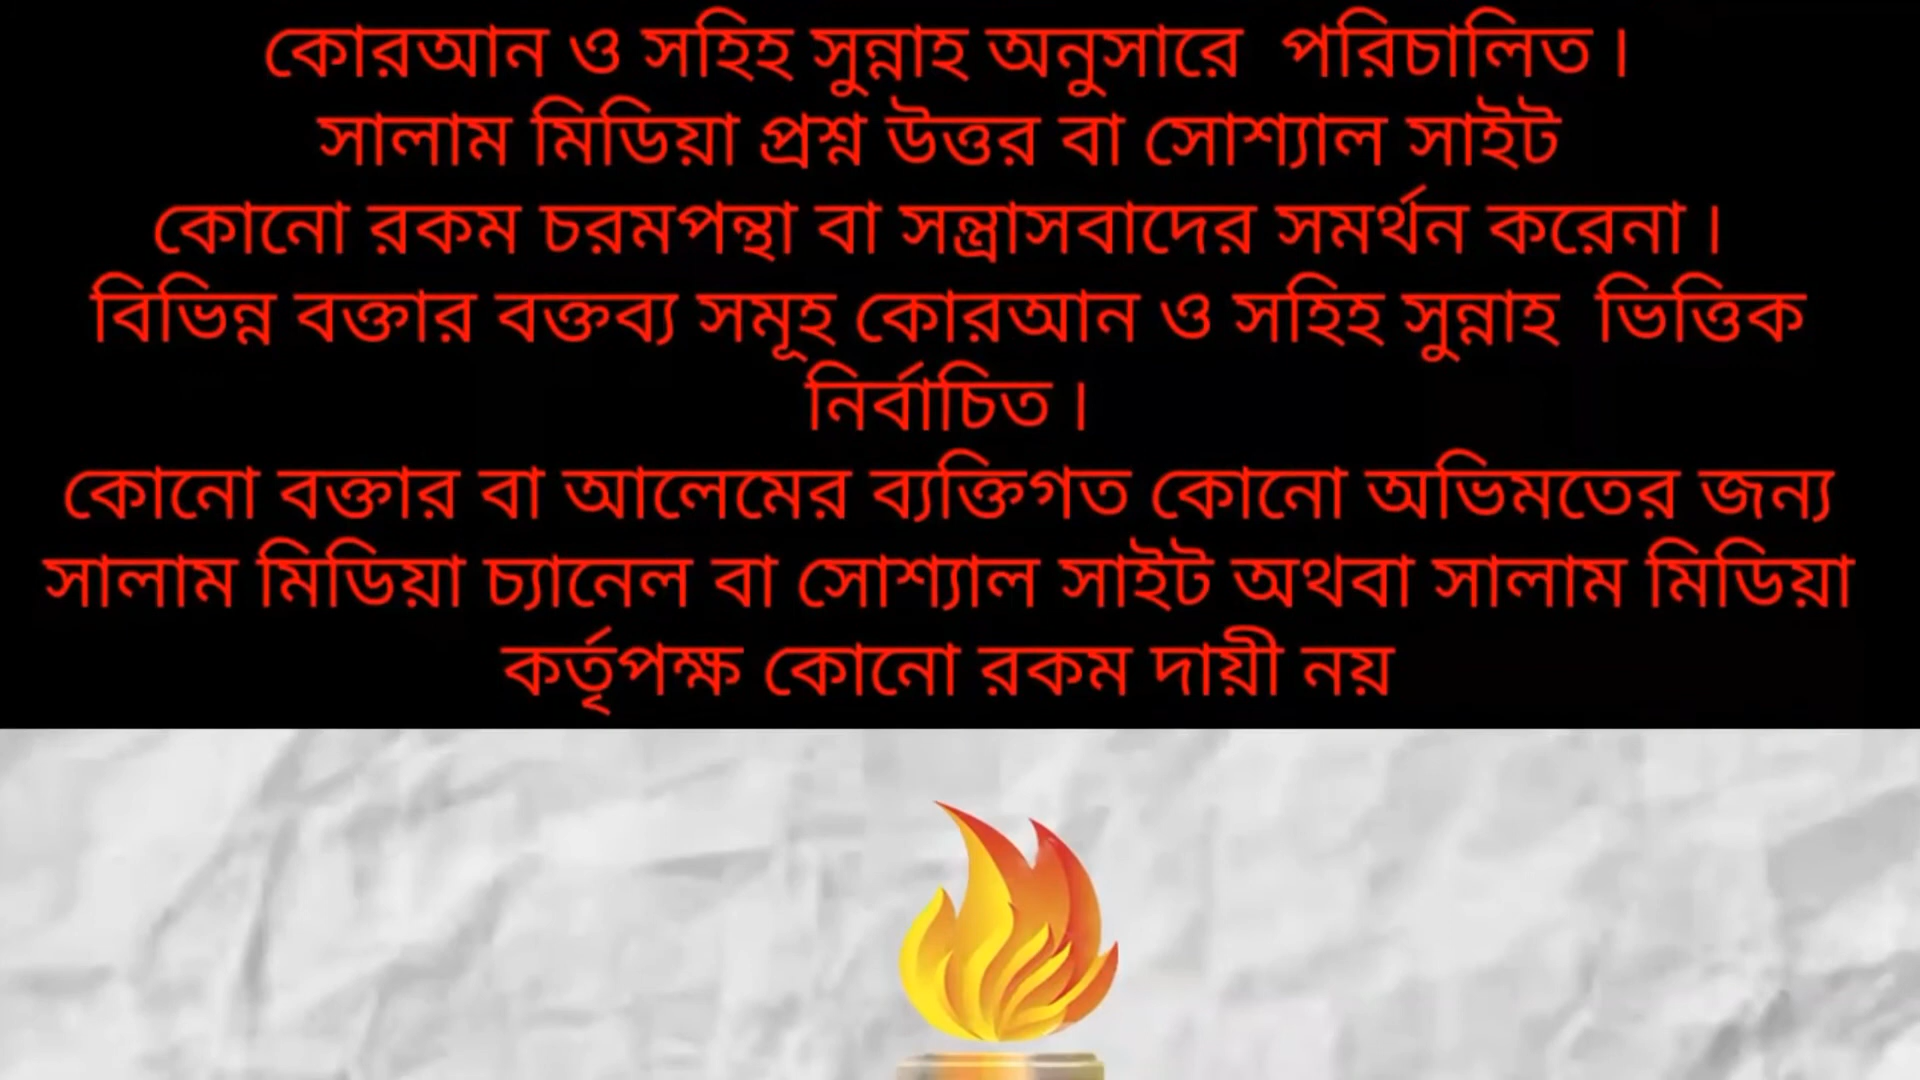 কোরআন ও সহিহ সুন্নাহ অনুসারে  পরিচালিত।
সালাম মিডিয়া প্রশ্ন উত্তর বা সোশ্যাল সাইট
কোনো রকম চরমপন্থা বা সন্ত্রাসবাদের সমর্থন করেনা।
বিভিন্ন বক্তার বক্তব্য সমূহ কোরআন ও সহিহ সুন্নাহ  ভিত্তিক
নির্বাচিত।
কোনো বক্তার বা আলেমের ব্যক্তিগত কোনো অভিমতের জন্য
সালাম মিডিয়া চ্যানেল বা সোশ্যাল সাইট অথবা সালাম মিডিয়া
কর্তৃপক্ষ কোনো রকম দায়ী নয়